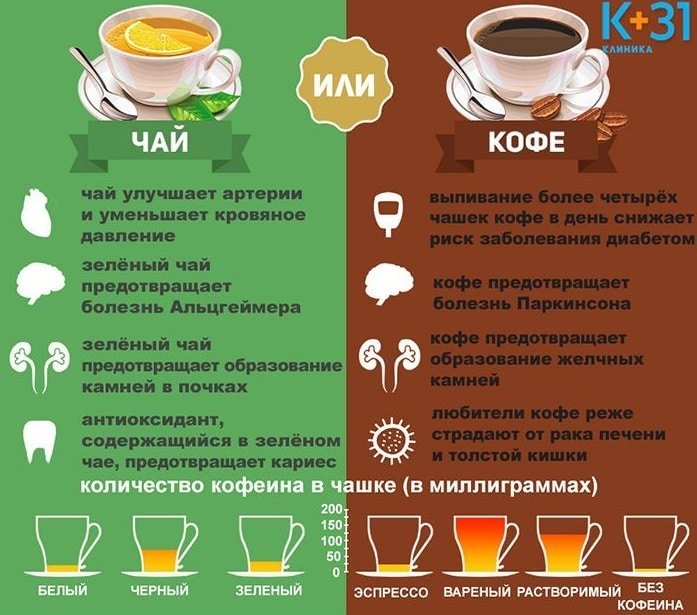 К+31
КЛИНИКА
ИЛИ
ЧАЙ
чай улучшает артерии
и уменьшает кровяное
давление
зелёный чай
предотвращает
болезнь Альцгеймера
зелёный чай
предотвращает образование
камней в почках
антиоксидант,
содержащийся в зелёном
чае, предотвращает кариес
КОФЕ
выпивание более четырёх
чашек кофе в день снижает
риск заболевания диабетом
кофе предотвращает
болезнь Паркинсона
кофе предотвращает
образование желчных
камней
любители кофе реже
страдают от рака печени
и толстой кишки
количество кофеина в чашке (в миллиграммах)
200
150
100
50
0
БЕЛЫЙ
ЧЕРНЫЙ
ЗЕЛЕНЫЙ
ЭСПРЕССО
ВАРЕНЫЙ
РАСТВОРИМЫЙ
БЕЗ
КОФЕИНА